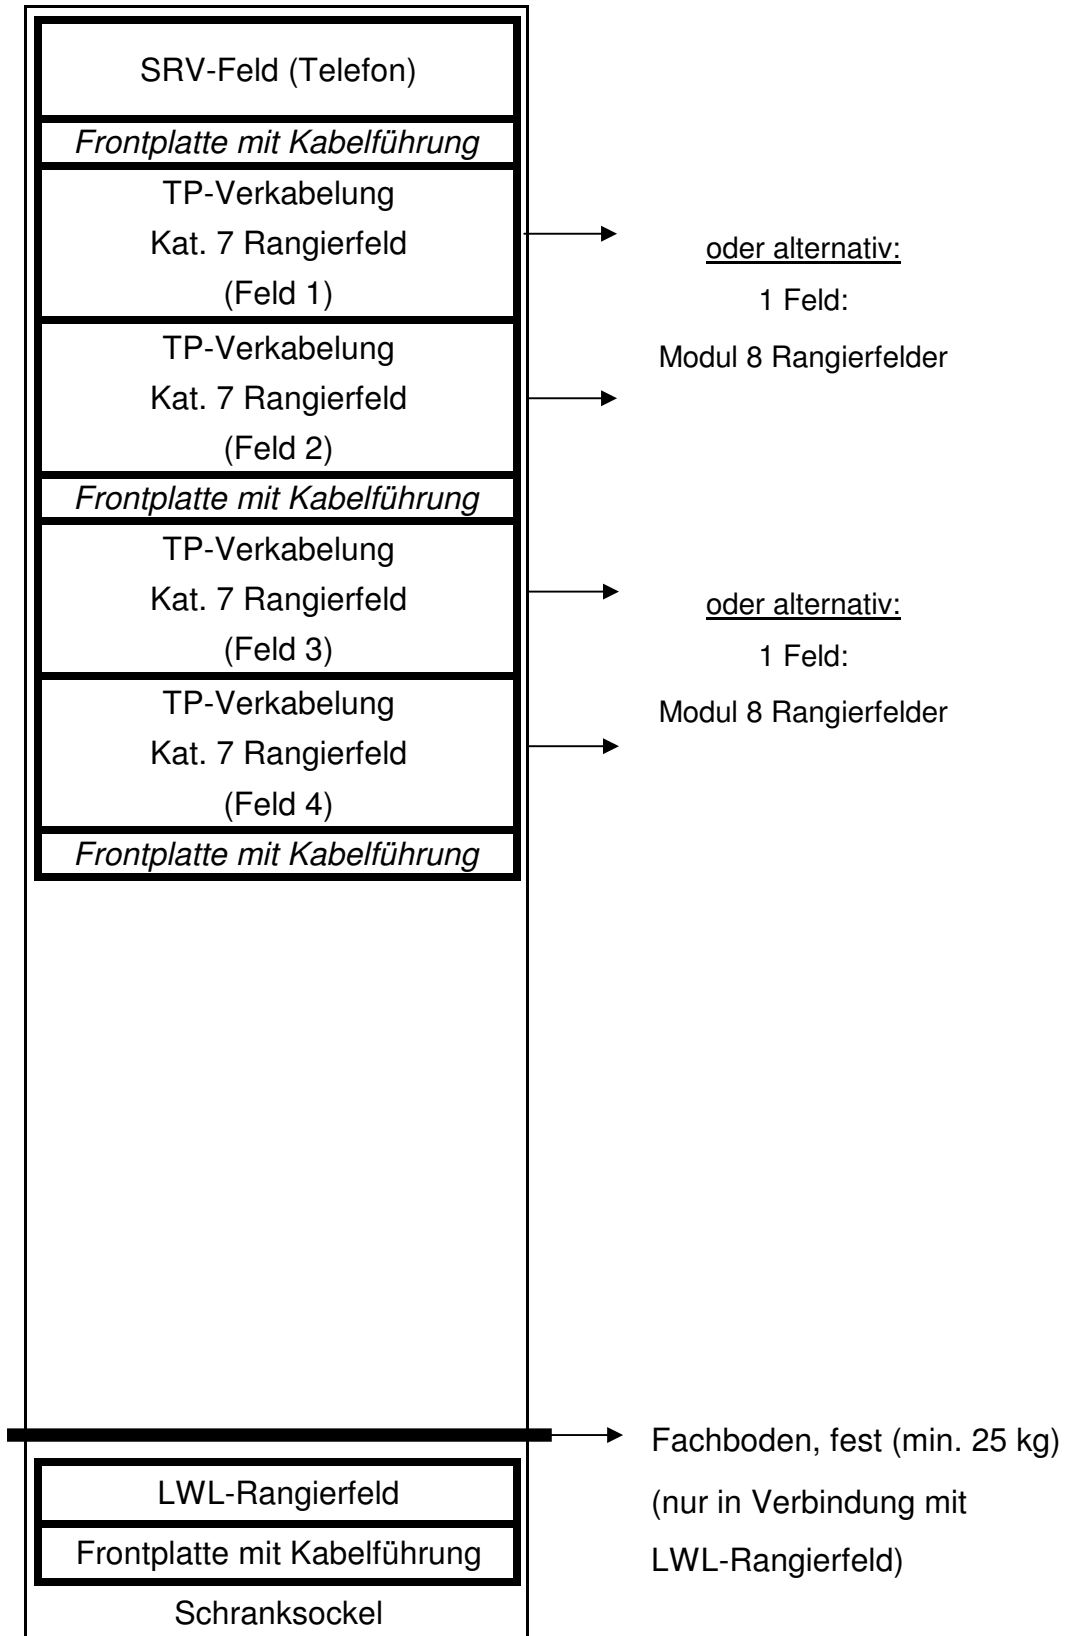 SRV-Feld (Telefon)
Frontplatte mit Kabelführung
TP-Verkabelung
Kat. 7 Rangierfeld
(Feld 1)
oder alternativ:
1 Feld:
Modul 8 Rangierfelder
TP-Verkabelung
Kat. 7 Rangierfeld
(Feld 2)
Frontplatte mit Kabelführung
TP-Verkabelung
Kat. 7 Rangierfeld
(Feld 3)
oder alternativ:
1 Feld:
Modul 8 Rangierfelder
TP-Verkabelung
Kat. 7 Rangierfeld
(Feld 4)
Frontplatte mit Kabelführung
Fachboden, fest (min. 25 kg)
(nur in Verbindung mit
LWL-Rangierfeld)
LWL-Rangierfeld
Frontplatte mit Kabelführung
Schranksockel